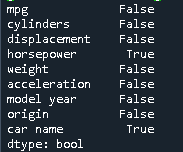 mpg False
cylinders False
displacement False
horsepower True
weight False
acceleration False
model year False
origin False
car name True
dtype: bool